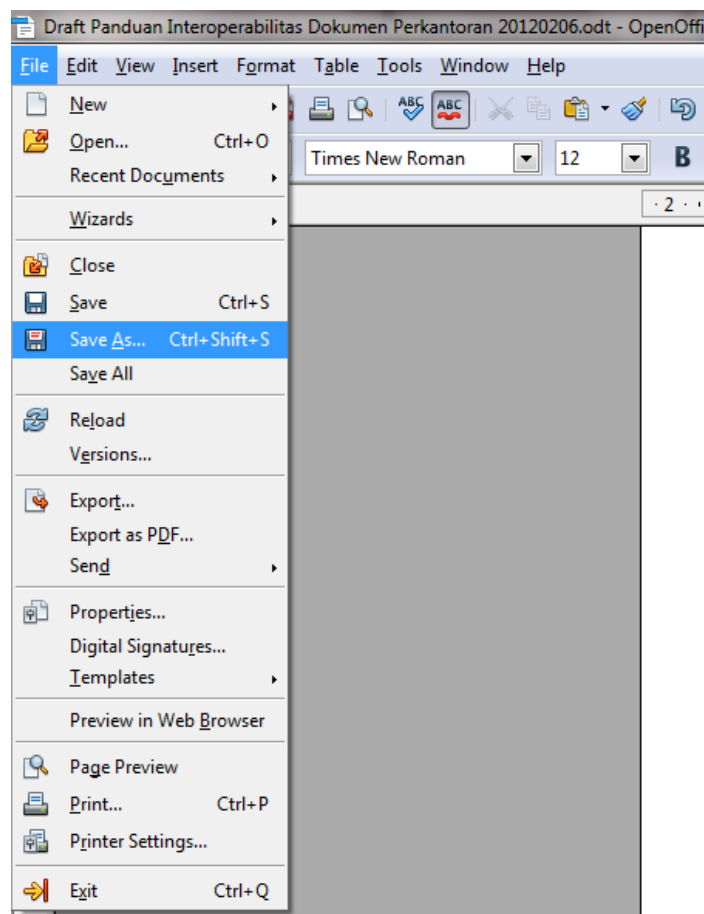 Draft Panduan Interoperabilitas Dokumen Perkantoran 20120206.odt - OpenOffi
File Edit View Insert Format Table Tools Window Help
New
ABC ABC
Open... Ctrl+O
Times New Roman 12 B
Recent Documents
2
Wizards
Close
Save Ctrl+S
Save As... Ctrl+Shift+S
Save All
Reload
Versions...
Export...
Export as PDF...
Send
Properties...
Digital Signatures...
Templates
Preview in Web Browser
Page Preview
Print... Ctrl+P
Printer Settings...
Exit Ctrl+Q